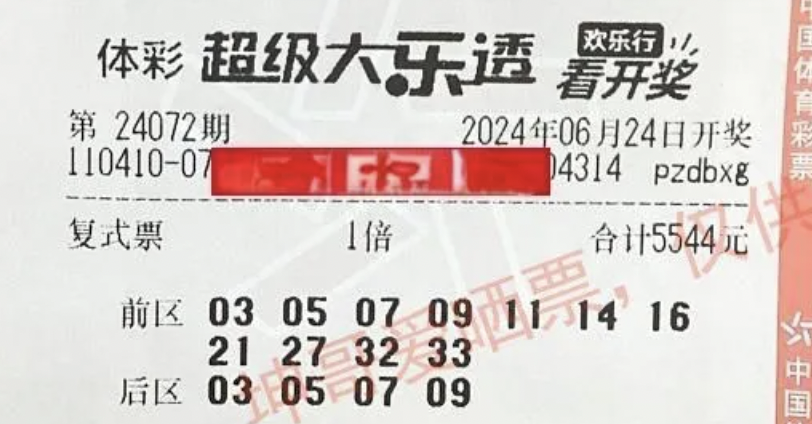 体彩 超级大乐透 欢乐行 看开奖
第 24072期 2024年06月24日开奖
110410-07 04314 pzdbxg
复式票 1倍 合计5544元
前区 03 05 07 09 11 14 16
21 27 32 33
后区 03 05 07 09
坤哥爱晒票，仅供
中国体育彩票
中国